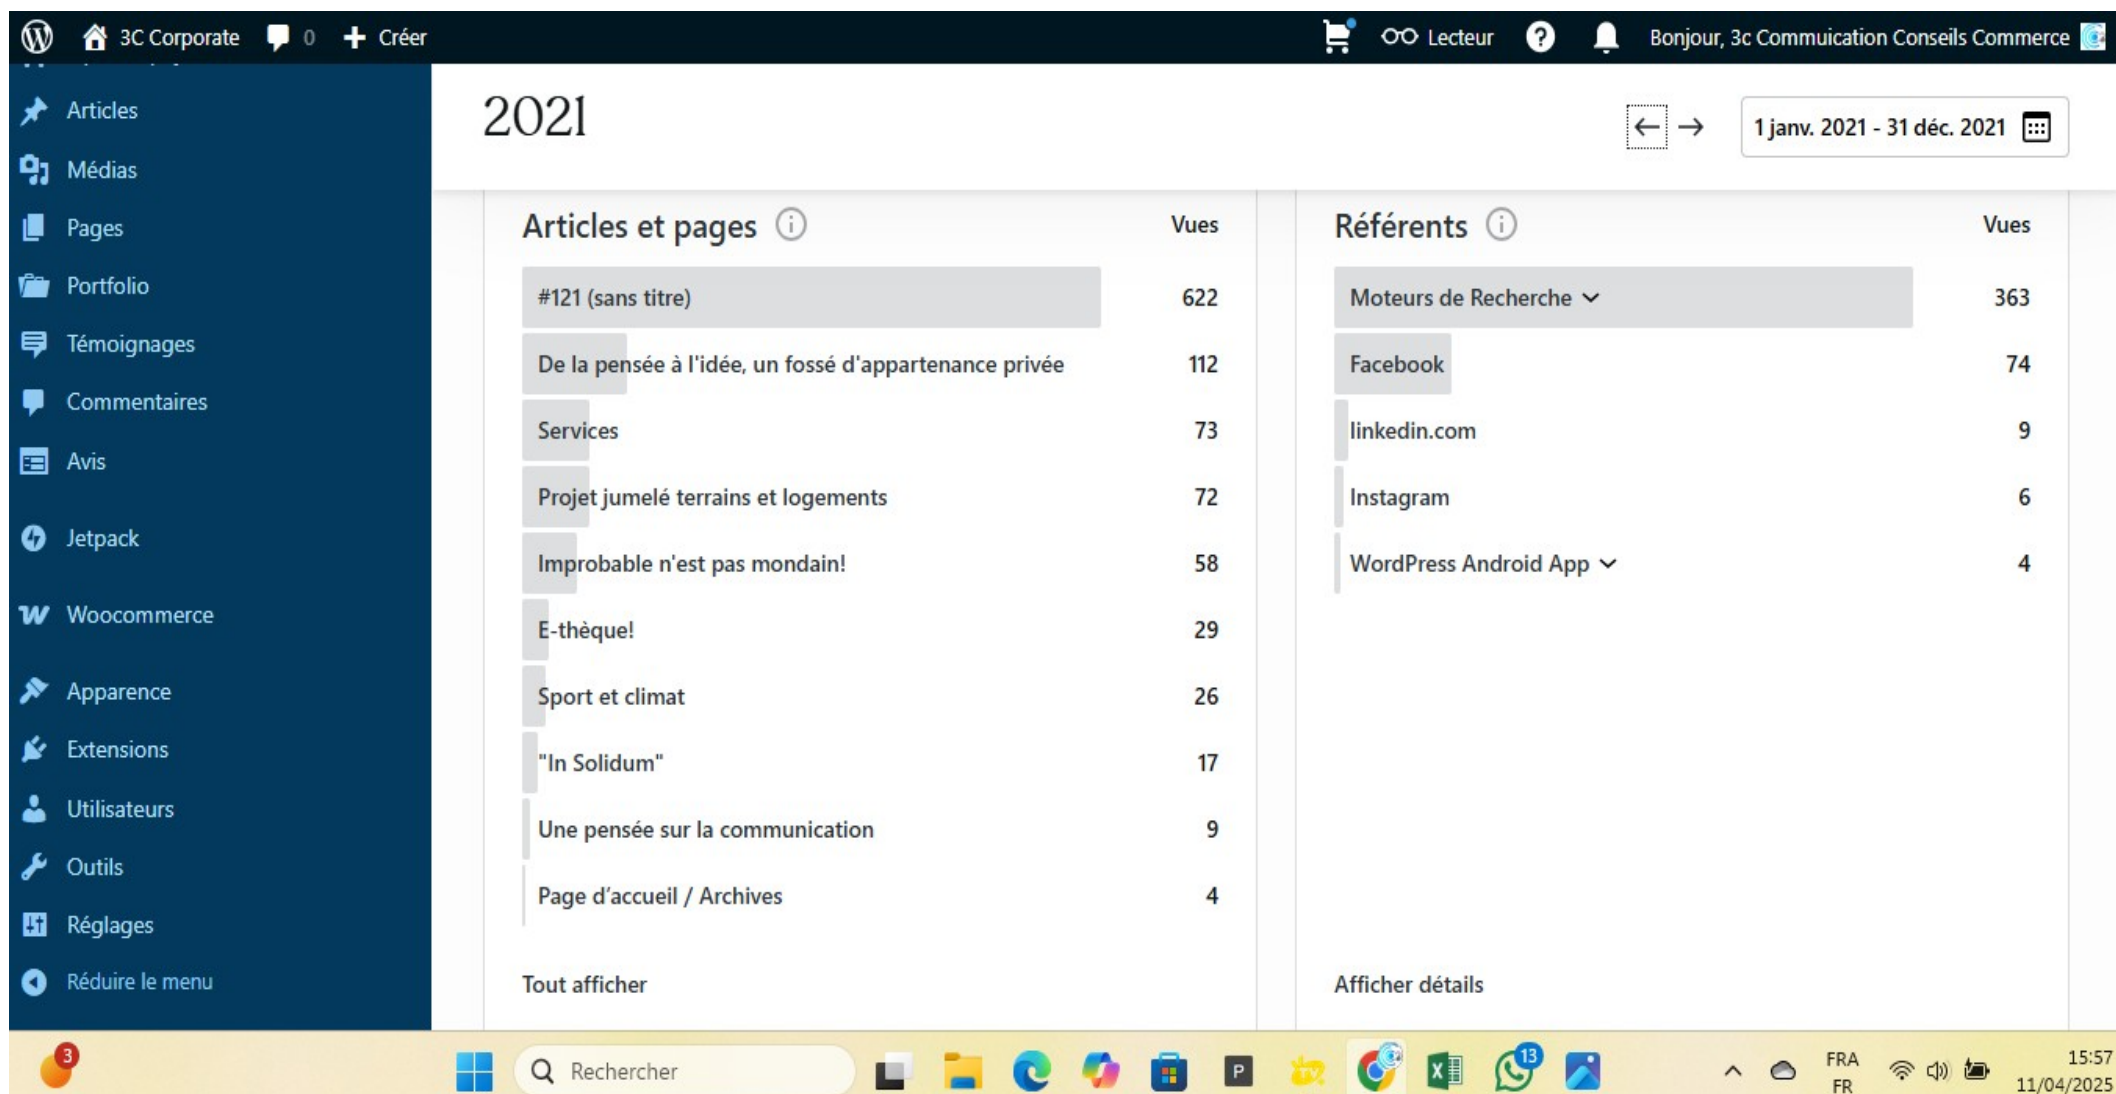 3C Corporate 0 Créer Lecteur Bonjour, 3c Commuication Conseils Commerce
Articles
Médias
Pages
Portfolio
Témoignages
Commentaires
Avis
Jetpack
Woocommerce
Apparence
Extensions
Utilisateurs
Outils
Réglages
Réduire le menu
2021
1 janv. 2021 - 31 déc. 2021
Articles et pages Vues
#121 (sans titre) 622
De la pensée à l'idée, un fossé d'appartenance privée 112
Services 73
Projet jumelé terrains et logements 72
Improbable n'est pas mondain! 58
E-thèque! 29
Sport et climat 26
"In Solidum" 17
Une pensée sur la communication 9
Page d’accueil / Archives 4
Tout afficher
Référents Vues
Moteurs de Recherche 363
Facebook 74
linkedin.com 9
Instagram 6
WordPress Android App 4
Afficher détails
3
Rechercher
P
tv
13
FRA
FR
15:57
11/04/2025